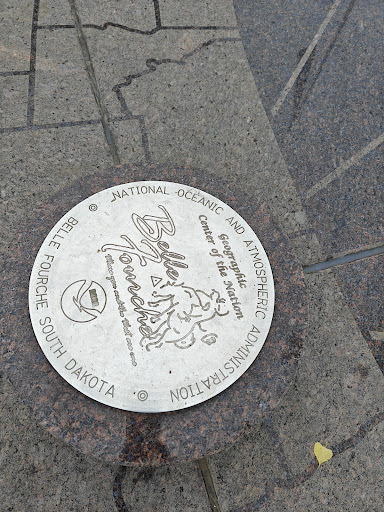 NATIONAL OCEANIC AND ATMOSPHERIC ADMINISTRATION
BELLE FOURCHE SOUTH DAKOTA
Geographic
Center of the Nation
Belle
Fourche